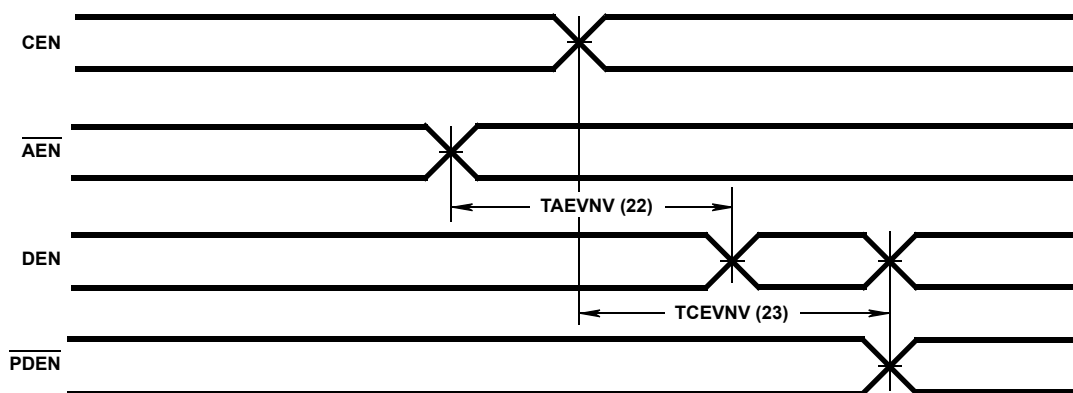 CEN
AEN
TAEVNV (22)
DEN
TCEVNV (23)
PDEN